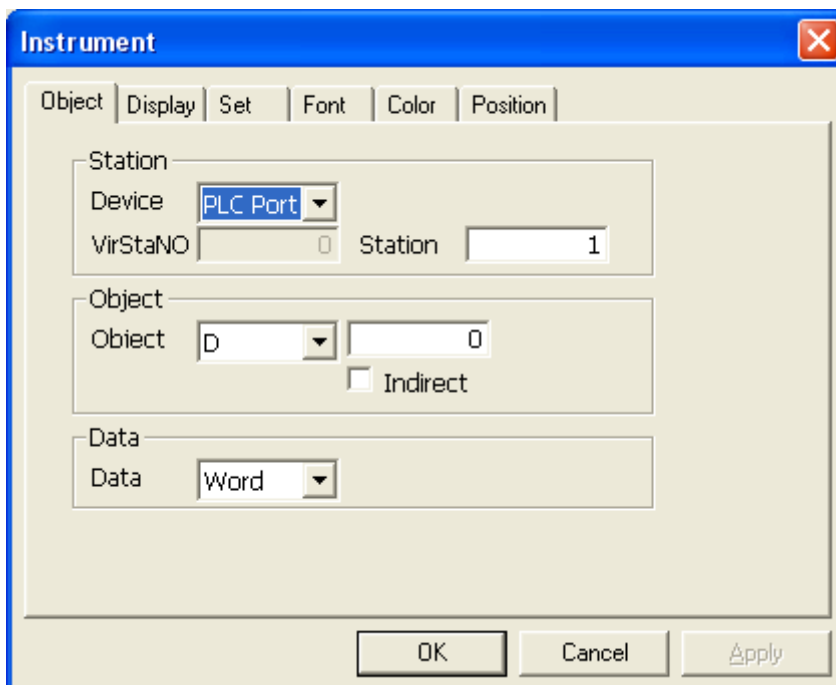 Instrument
Object Display Set Font Color Position
Station
Device PLC Port
VirStaNO 0 Station 1
Object
Obiect D 0
Indirect
Data
Data Word
OK Cancel Apply